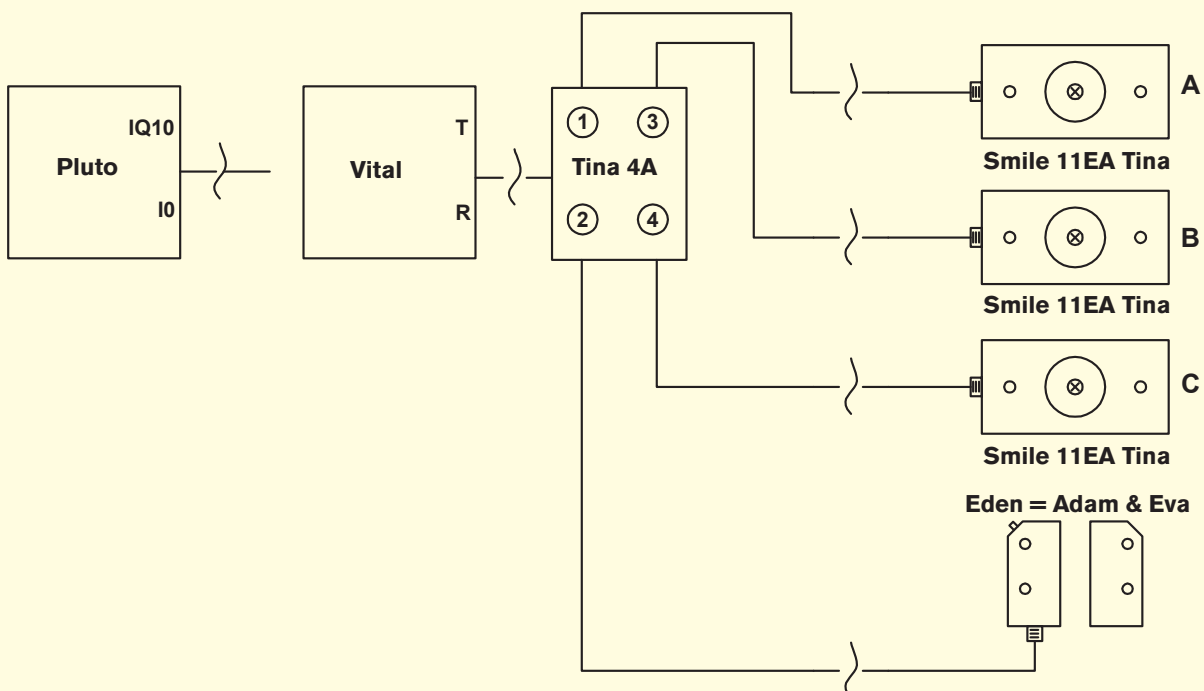 IQ10
Pluto
I0
T
Vital
R
1
3
Tina 4A
2
4
A
Smile 11EA Tina
B
Smile 11EA Tina
C
Smile 11EA Tina
Eden = Adam & Eva